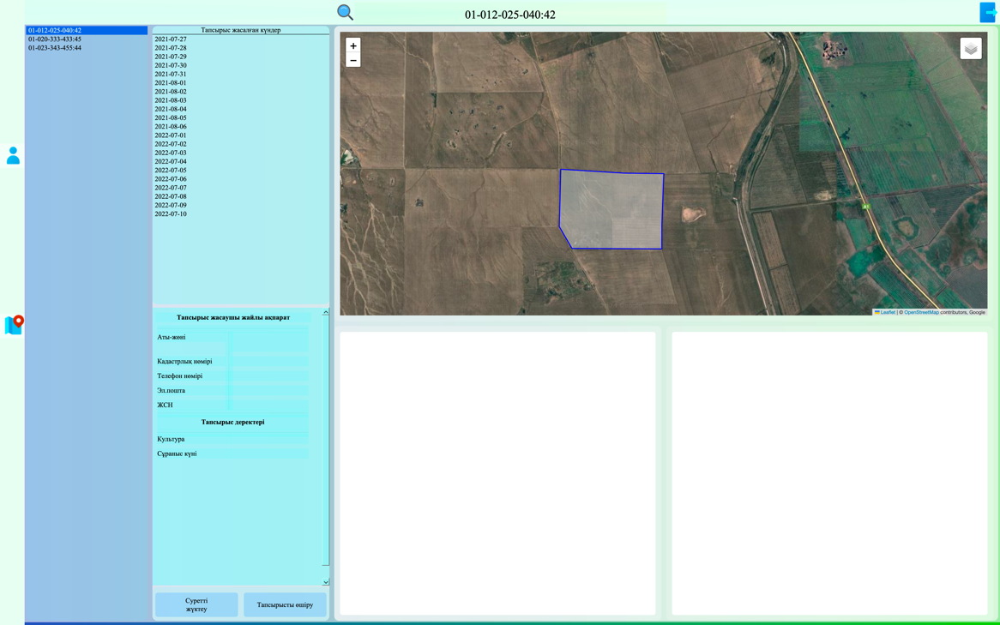 01-012-025-040:42
01-012-025-040:42
01-020-333-433:45
01-023-343-455:44
Тапсырыс жасалған күндер
2021-07-27
2021-07-28
2021-07-29
2021-07-30
2021-07-31
2021-08-01
2021-08-02
2021-08-03
2021-08-04
2021-08-05
2021-08-06
2022-07-01
2022-07-02
2022-07-03
2022-07-04
2022-07-05
2022-07-06
2022-07-07
2022-07-08
2022-07-09
2022-07-10
Тапсырыс жасаушы жайлы ақпарат
Аты-жөні
Кадастрлық нөмірі
Телефон нөмірі
Эл.пошта
ЖСН
Тапсырыс деректері
Культура
Сұраныс күні
Суретті
жүктеу
Тапсырысты өшіру
+
−
Leaflet | © OpenStreetMap contributors, Google